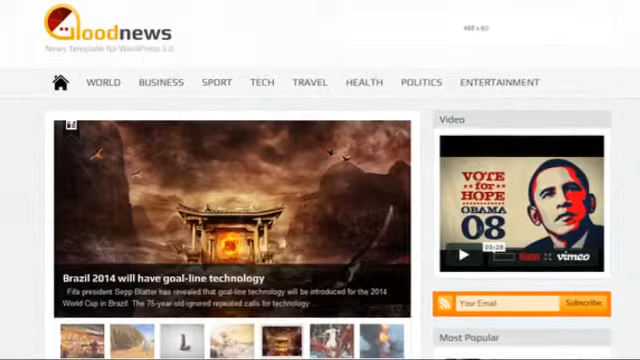 Goodnews
News Template for WordPress 3.0
468 x 60
WORLD BUSINESS SPORT TECH TRAVEL HEALTH POLITICS ENTERTAINMENT
Brazil 2014 will have goal-line technology
Fifa president Sepp Blatter has revealed that goal-line technology will be introduced for the 2014
World Cup in Brazil. The 75-year-old ignored repeated calls for technology
Video
VOTE
for
HOPE
OBAMA
08
03:28
vimeo
Your Email
Subscribe
Most Popular